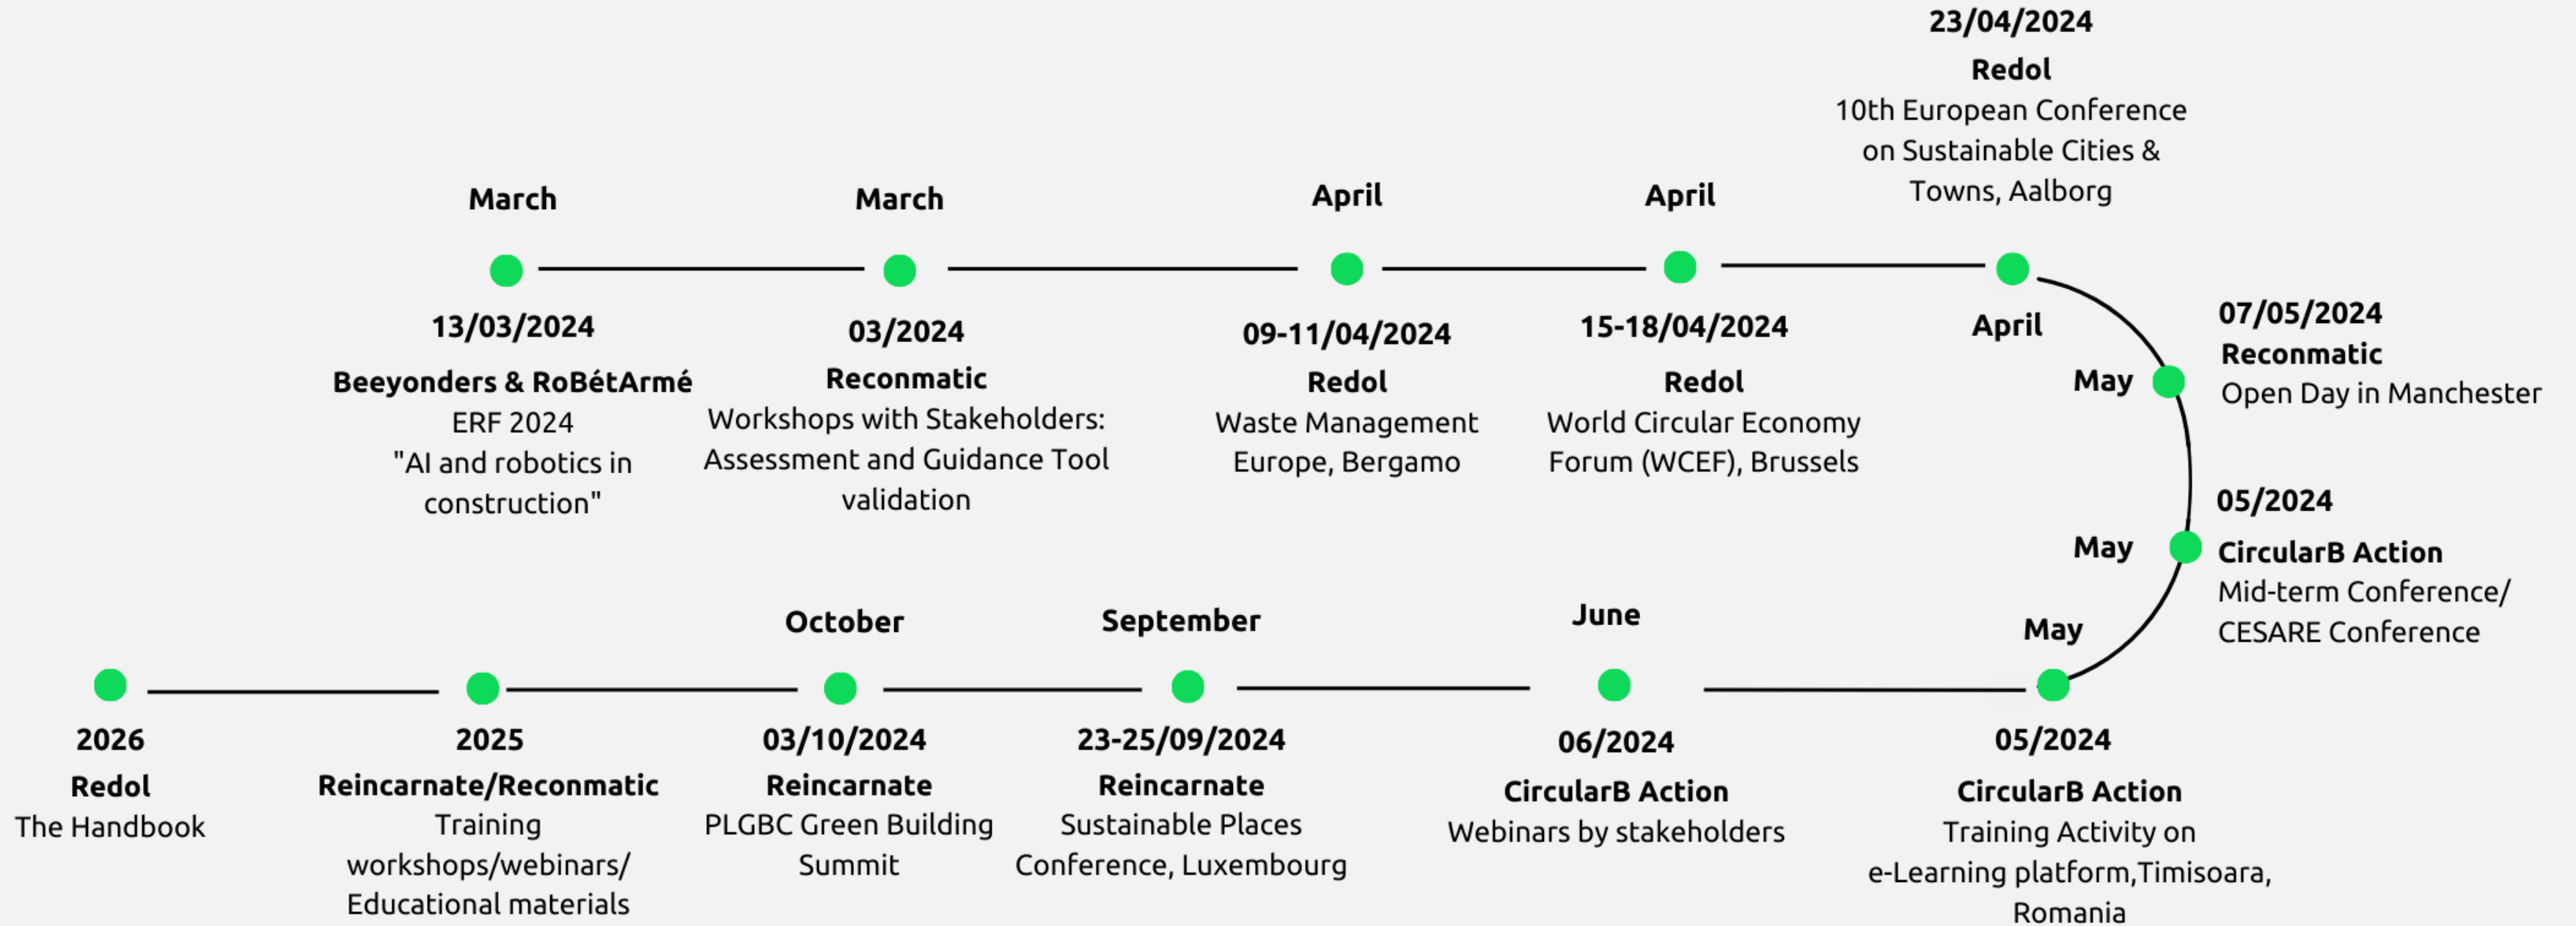 March
13/03/2024
Beeyonders & RoBétArmé
ERF 2024
"AI and robotics in
construction"
March
03/2024
Reconmatic
Workshops with Stakeholders:
Assessment and Guidance Tool
validation
April
09-11/04/2024
Redol
Waste Management
Europe, Bergamo
April
15-18/04/2024
Redol
World Circular Economy
Forum (WCEF), Brussels
23/04/2024
Redol
10th European Conference
on Sustainable Cities &
Towns, Aalborg
April
May
07/05/2024
Reconmatic
Open Day in Manchester
May
05/2024
CircularB Action
Mid-term Conference/
CESARE Conference
May
05/2024
CircularB Action
Training Activity on
e-Learning platform,Timisoara,
Romania
June
06/2024
CircularB Action
Webinars by stakeholders
September
23-25/09/2024
Reincarnate
Sustainable Places
Conference, Luxembourg
October
03/10/2024
Reincarnate
PLGBC Green Building
Summit
2025
Reincarnate/Reconmatic
Training
workshops/webinars/
Educational materials
2026
Redol
The Handbook